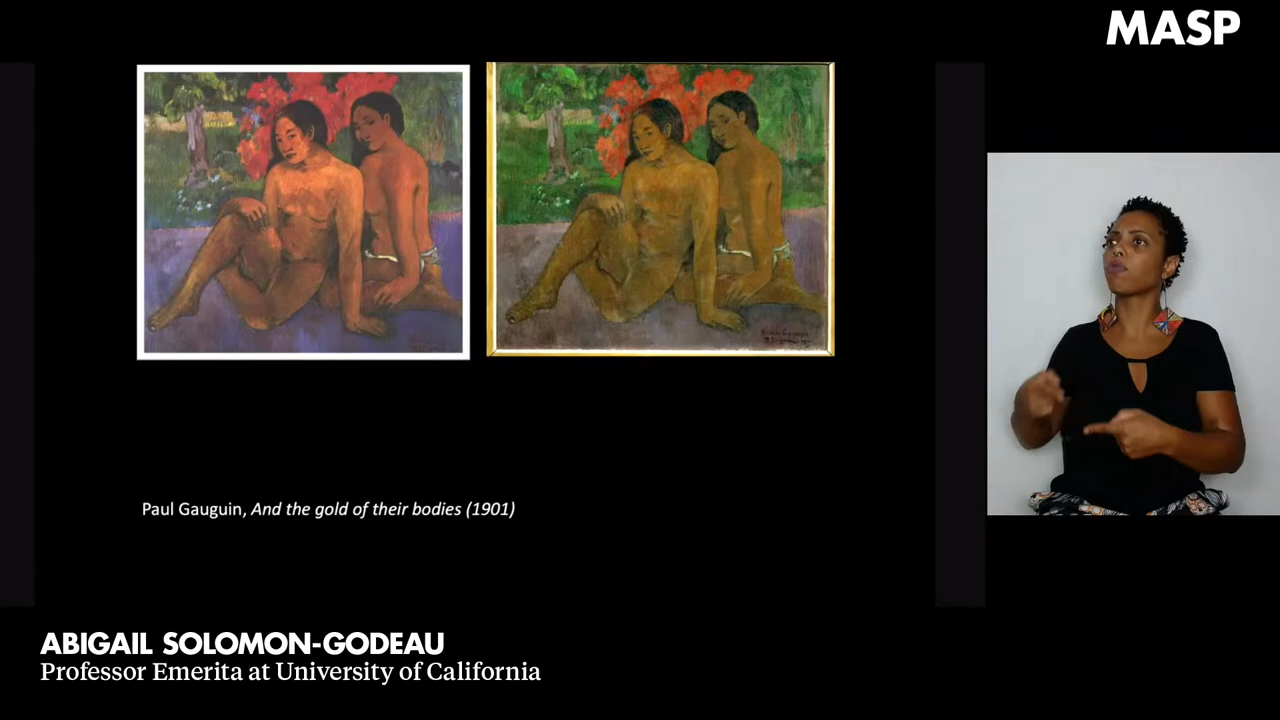 MASP
Paul Gauguin, And the gold of their bodies (1901)
ABIGAIL SOLOMON-GODEAU
Professor Emerita at University of California